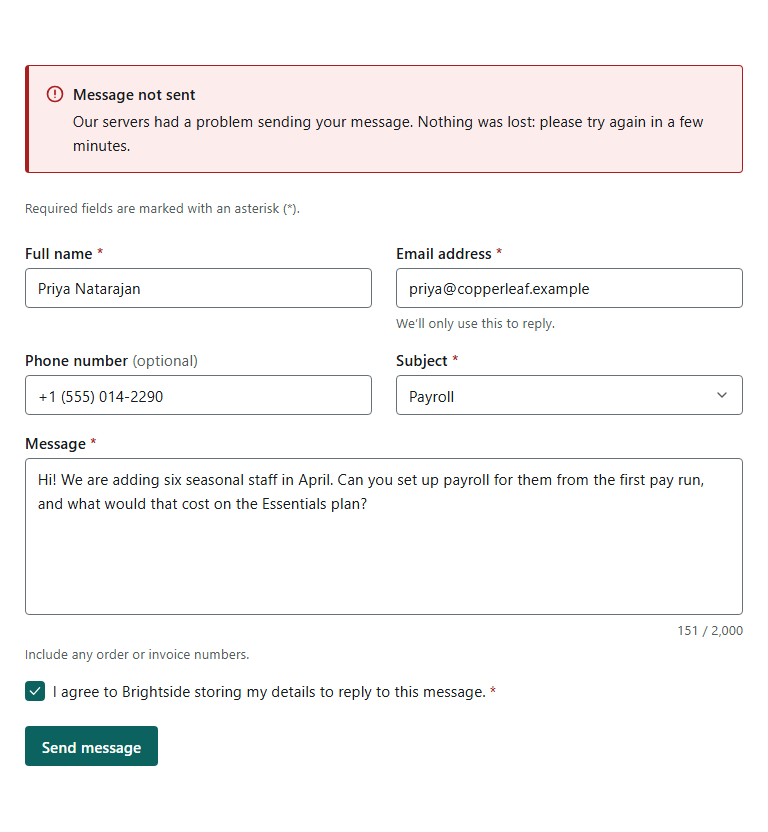 Message not sent
Our servers had a problem sending your message. Nothing was lost: please try again in a few
minutes.
Required fields are marked with an asterisk (*).
Full name *
Priya Natarajan
Email address *
priya@copperleaf.example
We'll only use this to reply.
Phone number (optional)
+1 (555) 014-2290
Subject *
Payroll
Message *
Hi! We are adding six seasonal staff in April. Can you set up payroll for them from the first pay run,
and what would that cost on the Essentials plan?
151 / 2,000
Include any order or invoice numbers.
I agree to Brightside storing my details to reply to this message. *
Send message